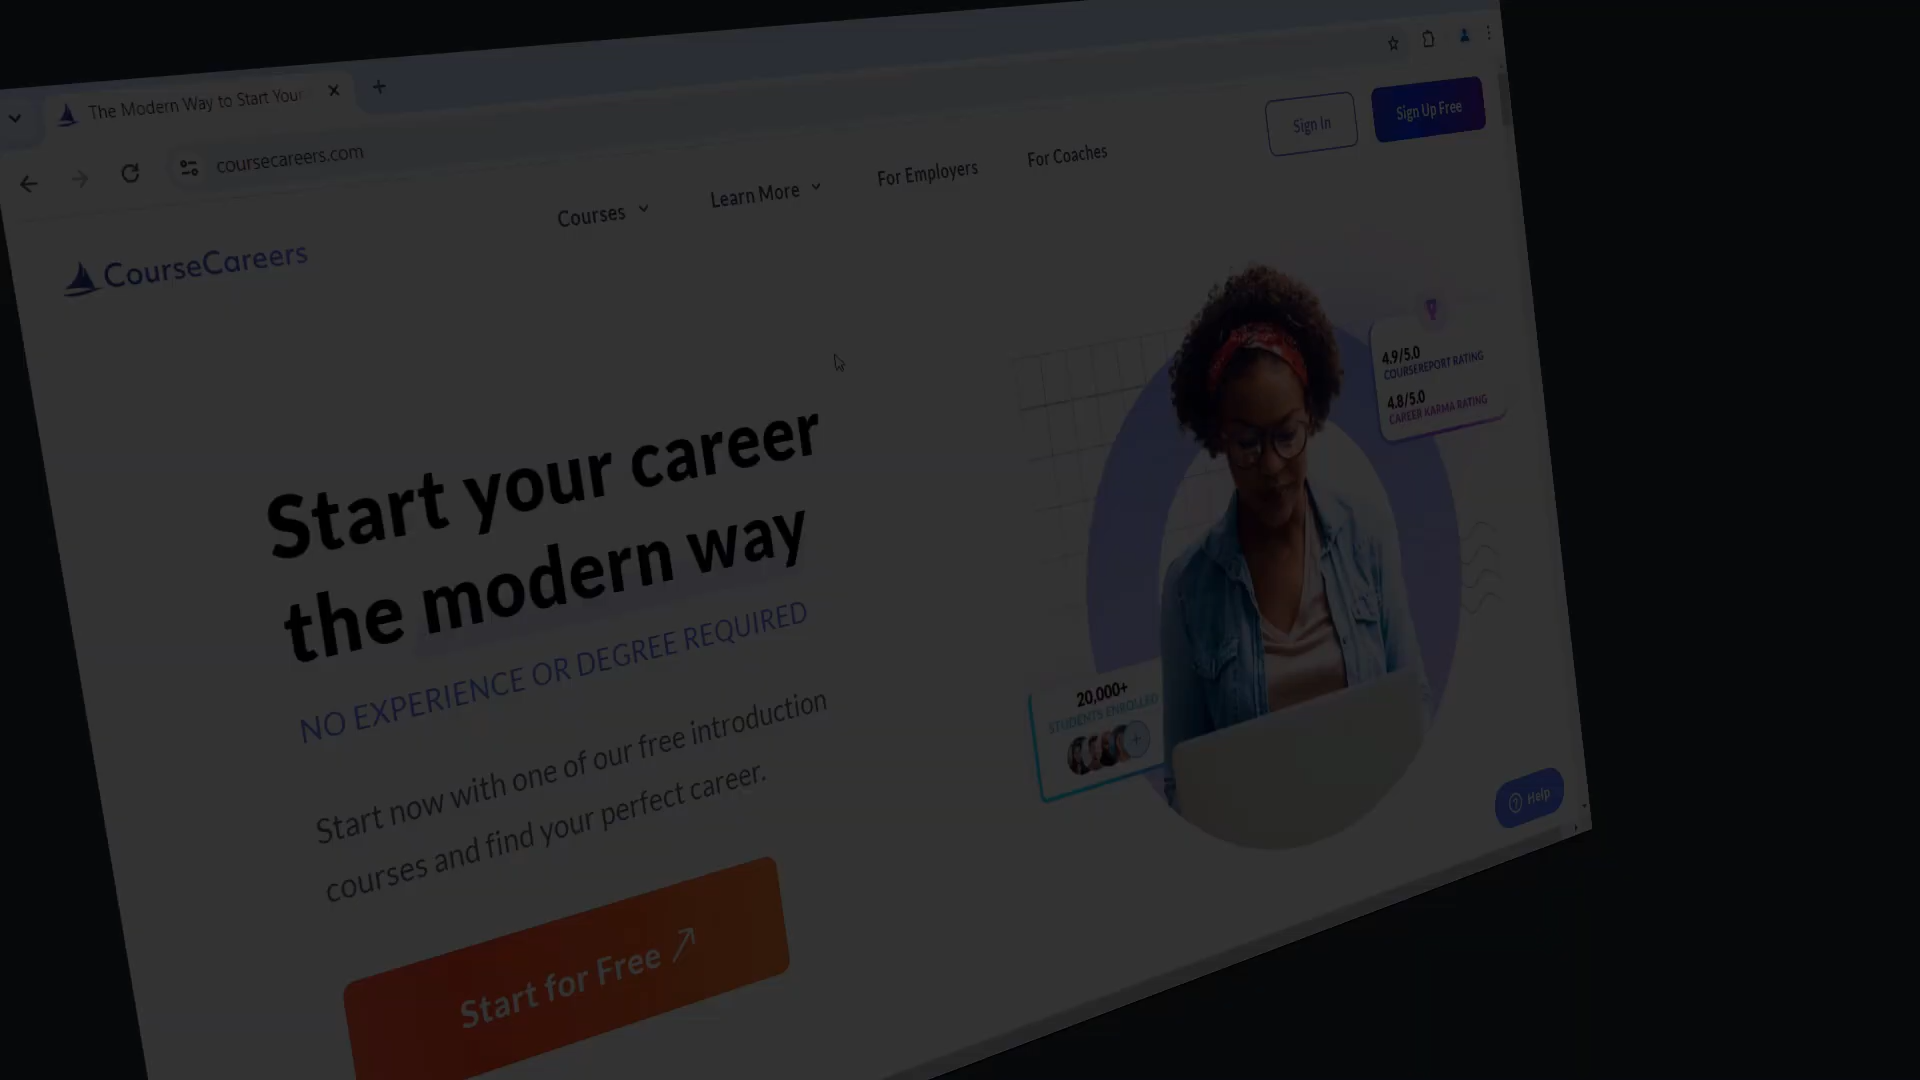 The Modern Way to Start Your
coursecareers.com
CourseCareers
Courses
Learn More
For Employers
For Coaches
Sign In
Sign Up Free
Start your career
the modern way
NO EXPERIENCE OR DEGREE REQUIRED
Start now with one of our free introduction
courses and find your perfect career.
Start for Free
4.9/5.0
COURSEREPORT RATING
4.8/5.0
CAREER KARMA RATING
20,000+
STUDENTS ENROLLED
Help